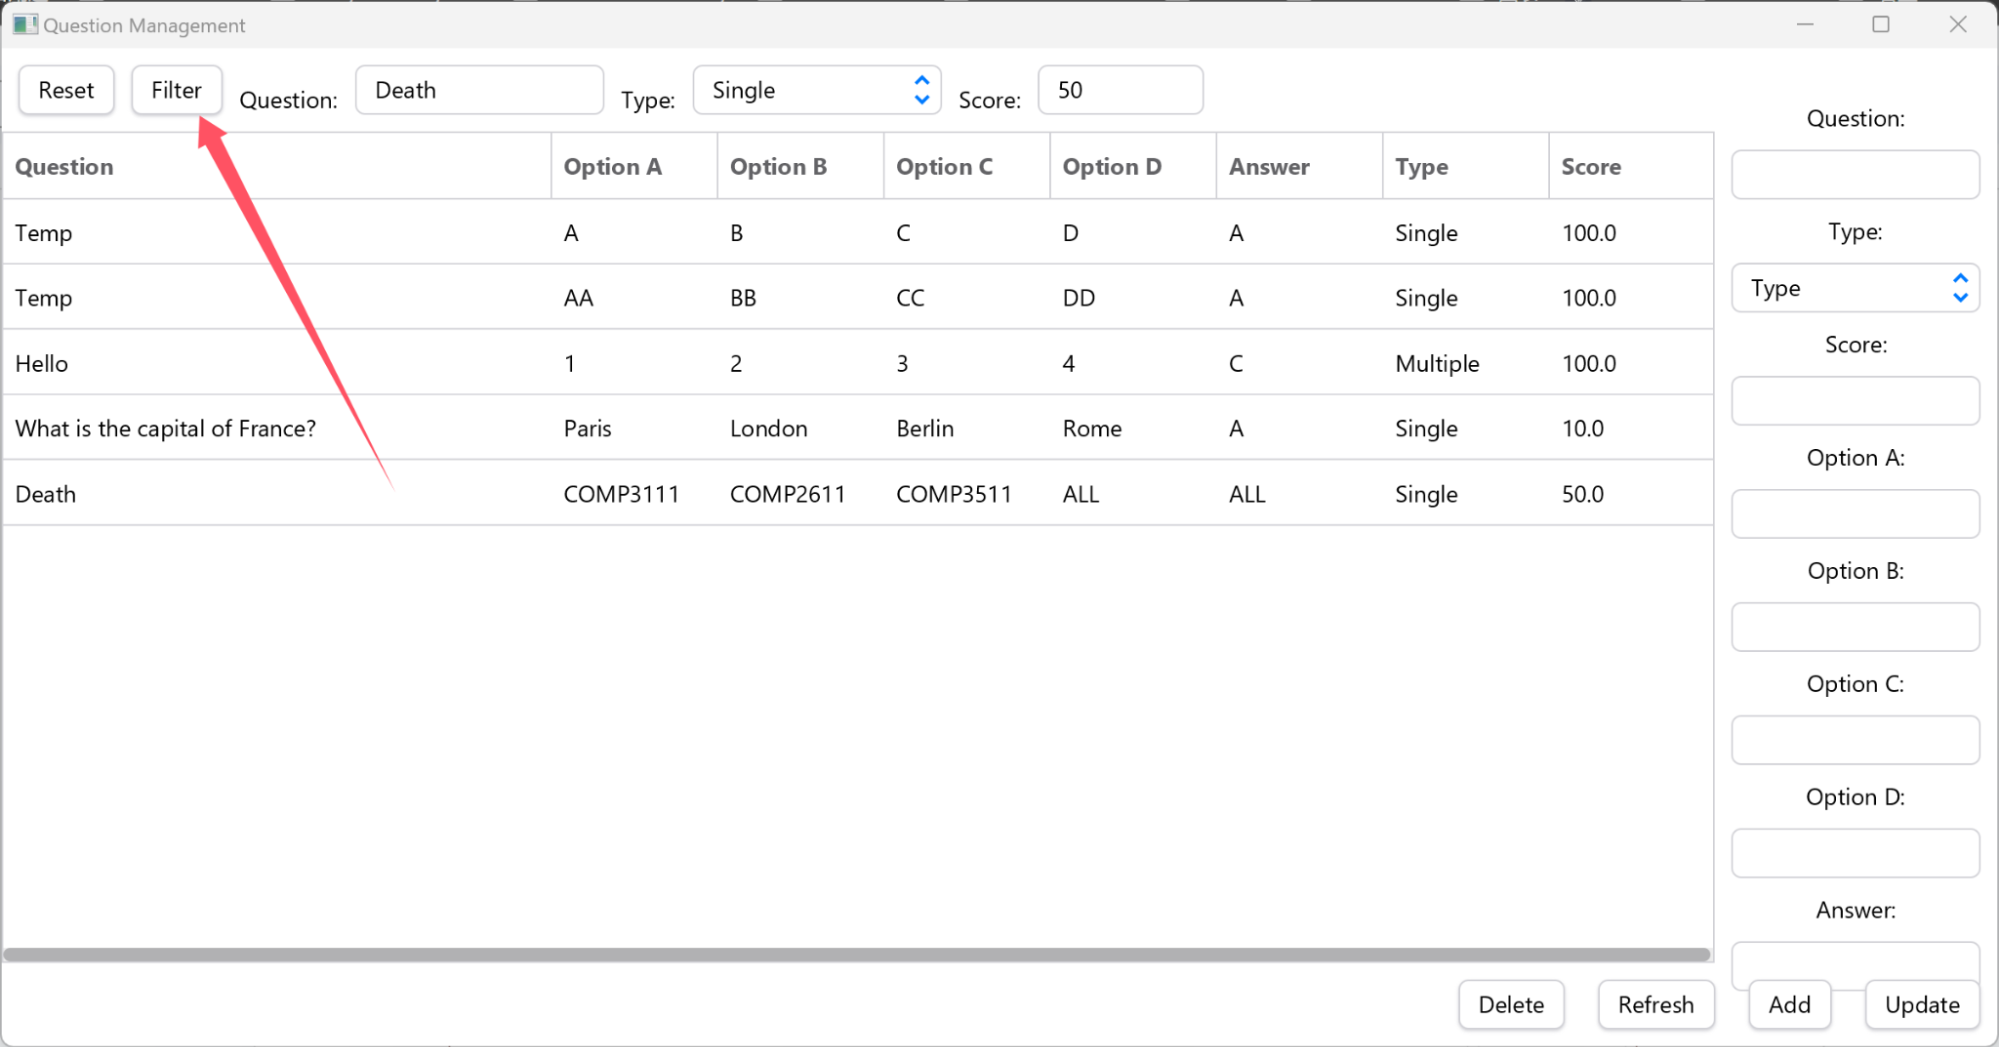 Question Management
Reset Filter Question: Death Type: Single Score: 50
Question Option A Option B Option C Option D Answer Type Score
Temp A B C D A Single 100.0
Temp AA BB CC DD A Single 100.0
Hello 1 2 3 4 C Multiple 100.0
What is the capital of France? Paris London Berlin Rome A Single 10.0
Death COMP3111 COMP2611 COMP3511 ALL ALL Single 50.0
Question:
Type:
Type
Score:
Option A:
Option B:
Option C:
Option D:
Answer:
Delete Refresh Add Update